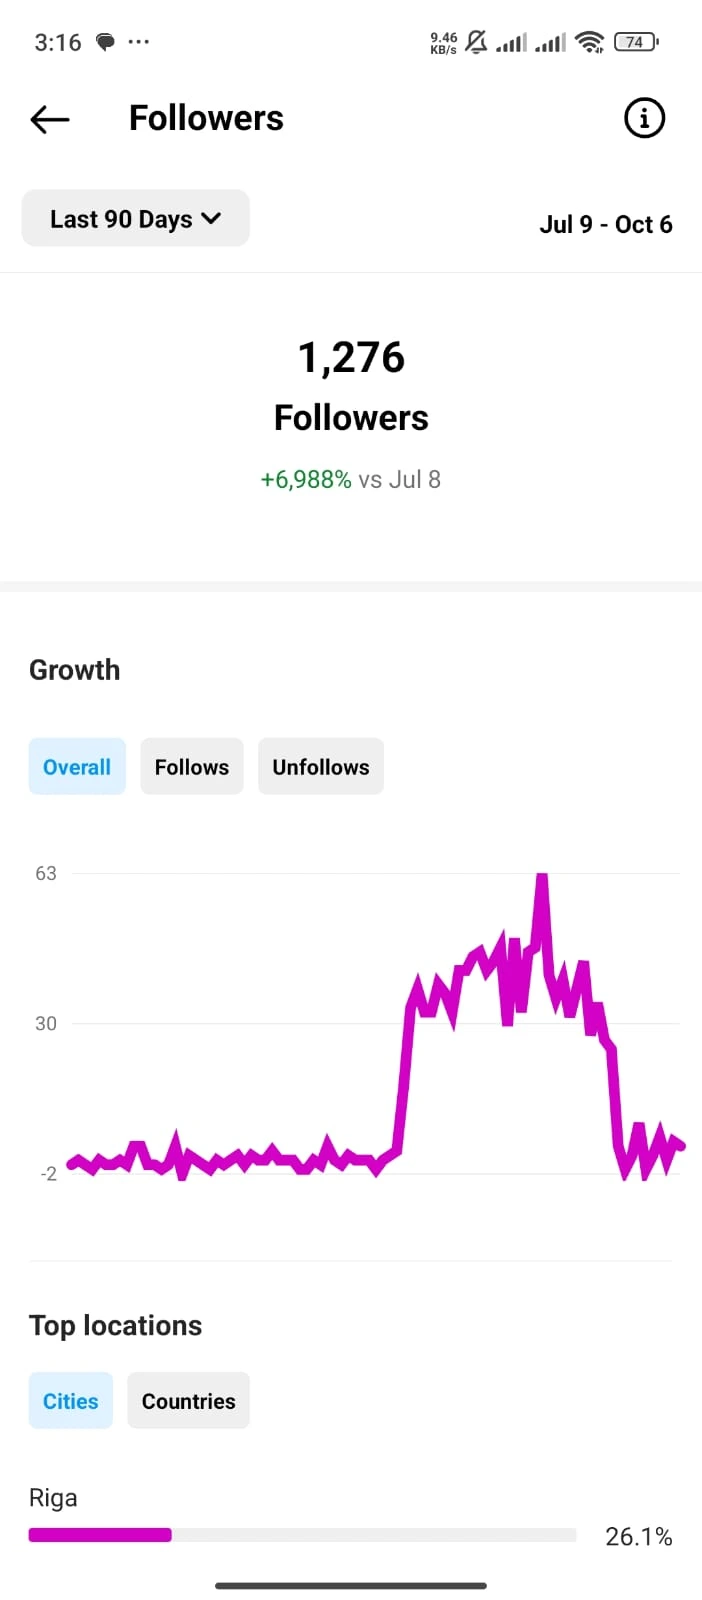 3:16 ... 9.46 KB/s 74
Followers
Last 90 Days Jul 9 - Oct 6
1,276
Followers
+6,988% vs Jul 8
Growth
Overall Follows Unfollows
63
30
-2
Top locations
Cities Countries
Riga
26.1%